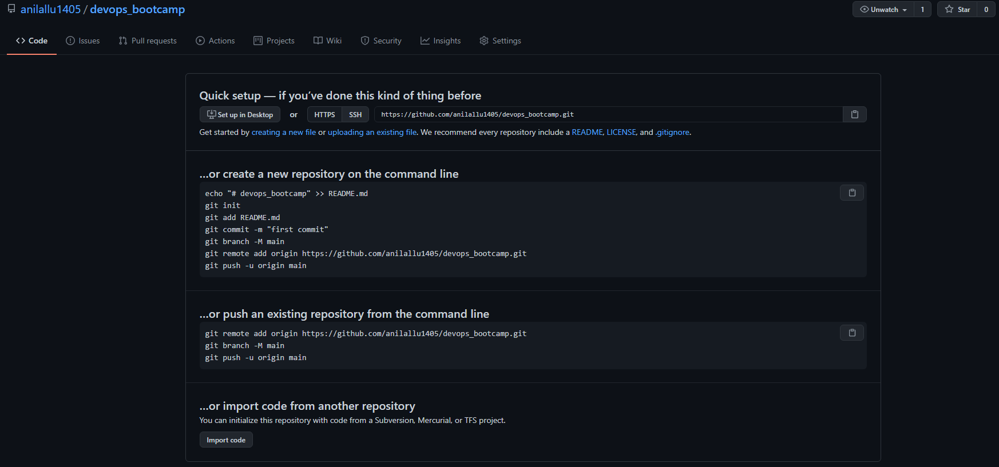 anilallu1405 / devops_bootcamp
Unwatch 1 Star 0
Code Issues Pull requests Actions Projects Wiki Security Insights Settings
Quick setup — if you’ve done this kind of thing before
Set up in Desktop or HTTPS SSH https://github.com/anilallu1405/devops_bootcamp.git
Get started by creating a new file or uploading an existing file. We recommend every repository include a README, LICENSE, and .gitignore.
…or create a new repository on the command line
echo "# devops_bootcamp" >> README.md
git init
git add README.md
git commit -m "first commit"
git branch -M main
git remote add origin https://github.com/anilallu1405/devops_bootcamp.git
git push -u origin main
…or push an existing repository from the command line
git remote add origin https://github.com/anilallu1405/devops_bootcamp.git
git branch -M main
git push -u origin main
…or import code from another repository
You can initialize this repository with code from a Subversion, Mercurial, or TFS project.
Import code